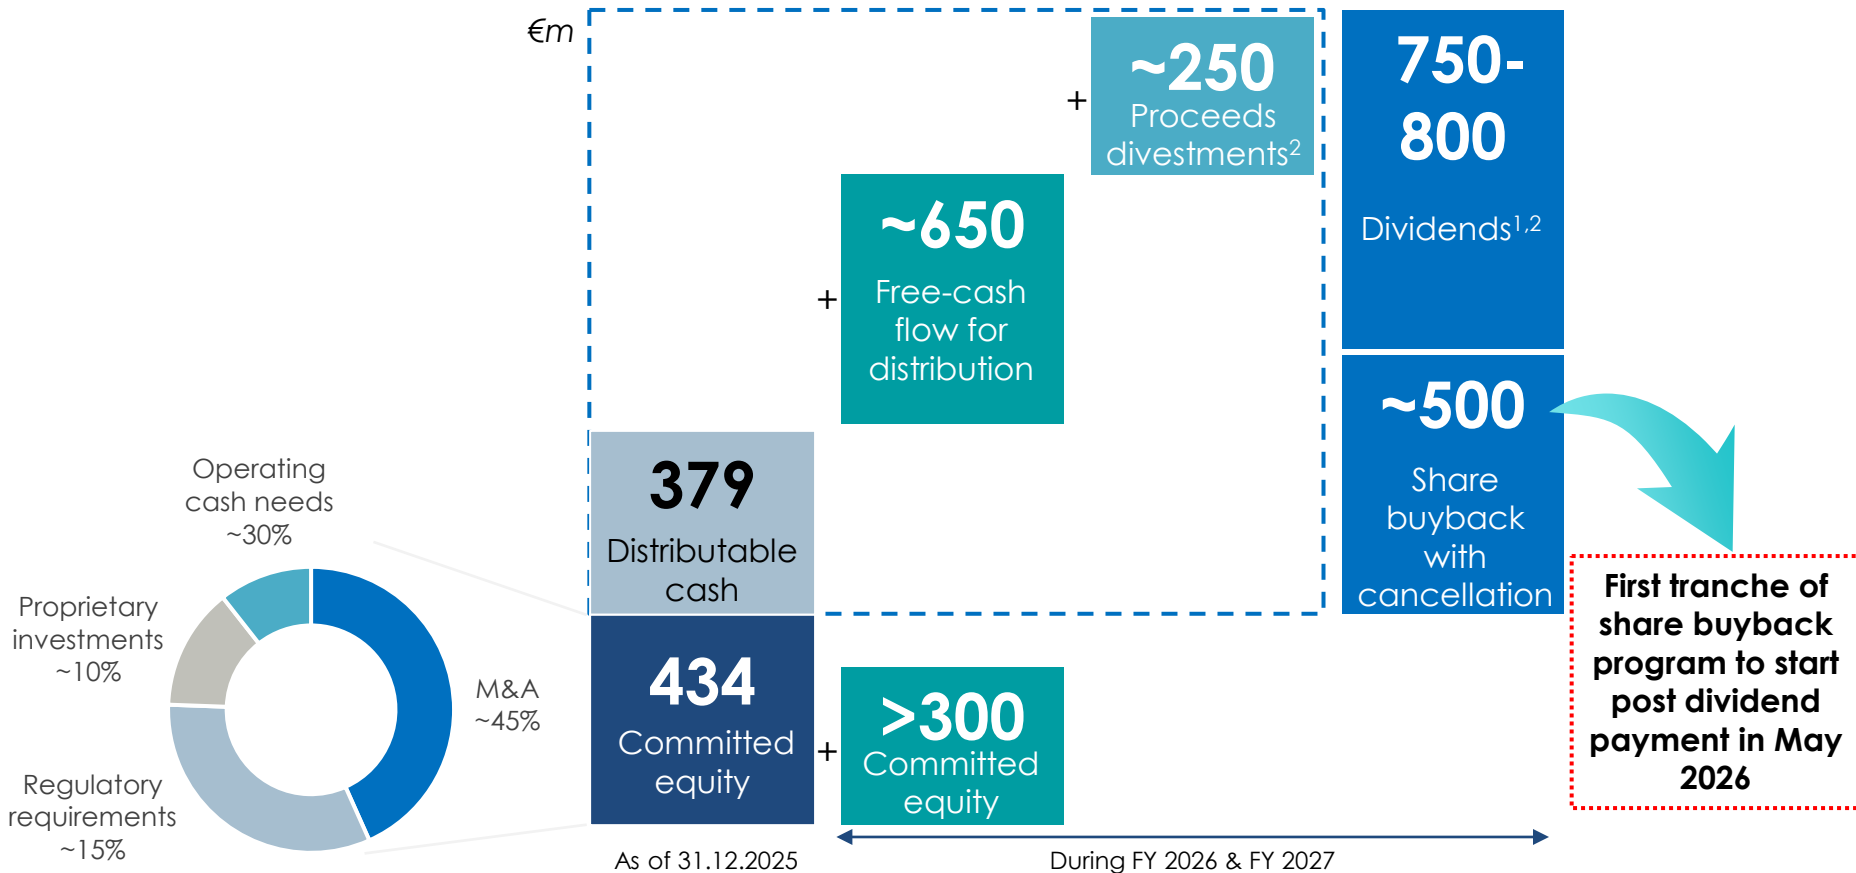 €m
~250
Proceeds
divestments2
+
750-
800
Dividends1,2
~650
Free-cash
flow for
distribution
+
~500
Share
buyback
with
cancellation
379
Distributable
cash
434
Committed
equity
+
>300
Committed
equity
Operating
cash needs
~30%
Proprietary
investments
~10%
M&A
~45%
Regulatory
requirements
~15%
First tranche of
share buyback
program to start
post dividend
payment in May
2026
As of 31.12.2025
During FY 2026 & FY 2027